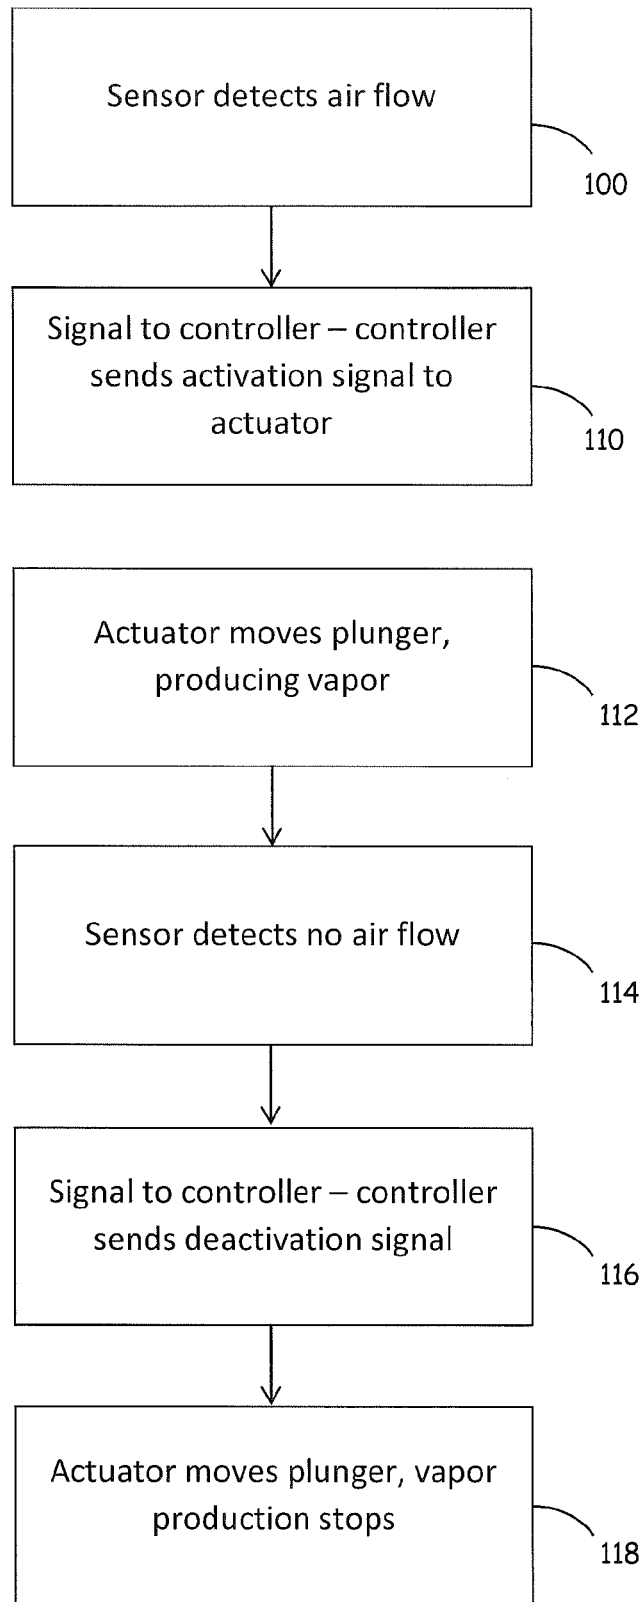 Sensor detects air flow
100
Signal to controller – controller
sends activation signal to
actuator
110
Actuator moves plunger,
producing vapor
112
Sensor detects no air flow
114
Signal to controller – controller
sends deactivation signal
116
Actuator moves plunger, vapor
production stops
118